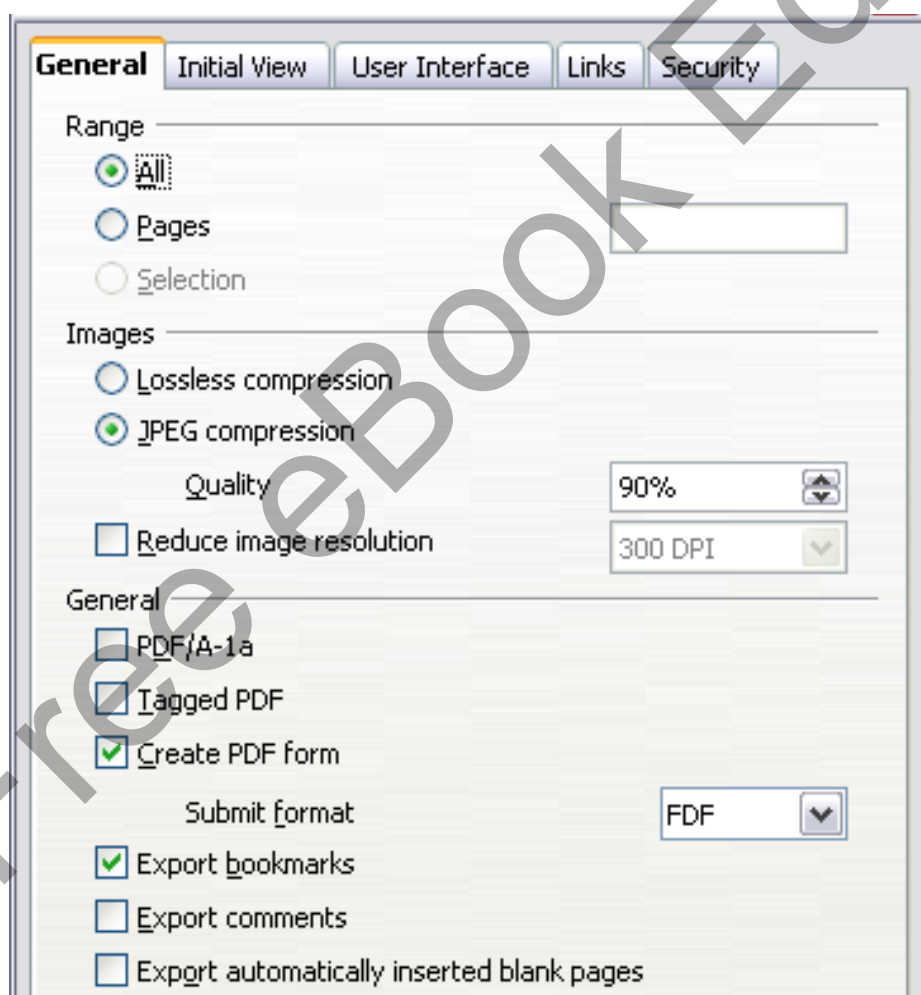 General Initial View User Interface Links Security
Range
All
Pages
Selection
Images
Lossless compression
JPEG compression
Quality 90%
Reduce image resolution 300 DPI
General
PDF/A-1a
Tagged PDF
Create PDF form
Submit format FDF
Export bookmarks
Export comments
Export automatically inserted blank pages
Free eBook Ed